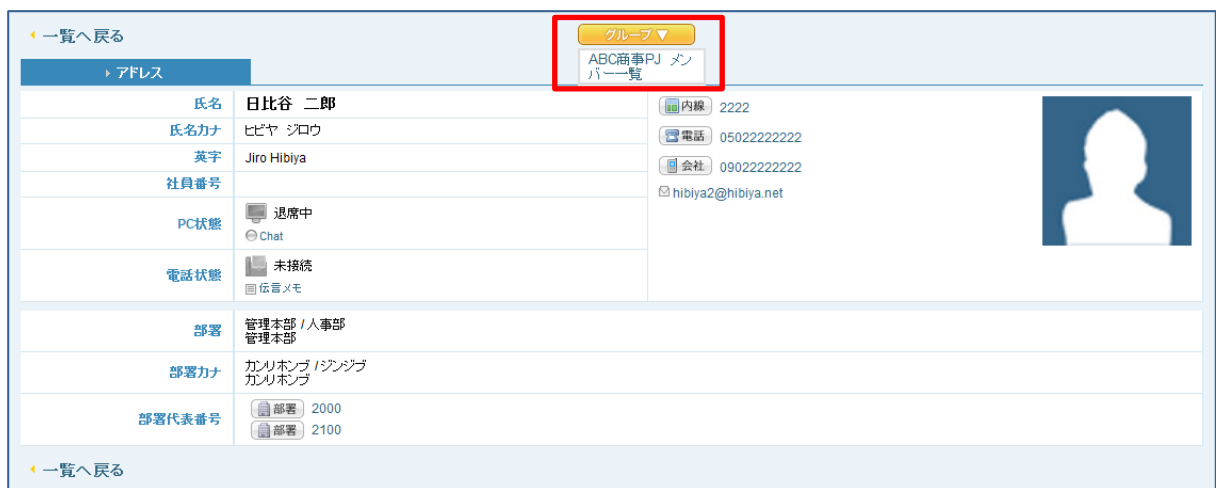 一覧へ戻る
グループ ▼
ABC商事PJ メン
バー一覧
アドレス
氏名 日比谷 二郎
内線 2222
氏名カナ ヒビヤ ジロウ
電話 05022222222
英字 Jiro Hibiya
会社 09022222222
社員番号
hibiya2@hibiya.net
PC状態 退席中
Chat
電話状態 未接続
伝言メモ
部署 管理本部 / 人事部
管理本部
部署カナ カンリホンブ / ジンジブ
カンリホンブ
部署代表番号 部署 2000
部署 2100
一覧へ戻る